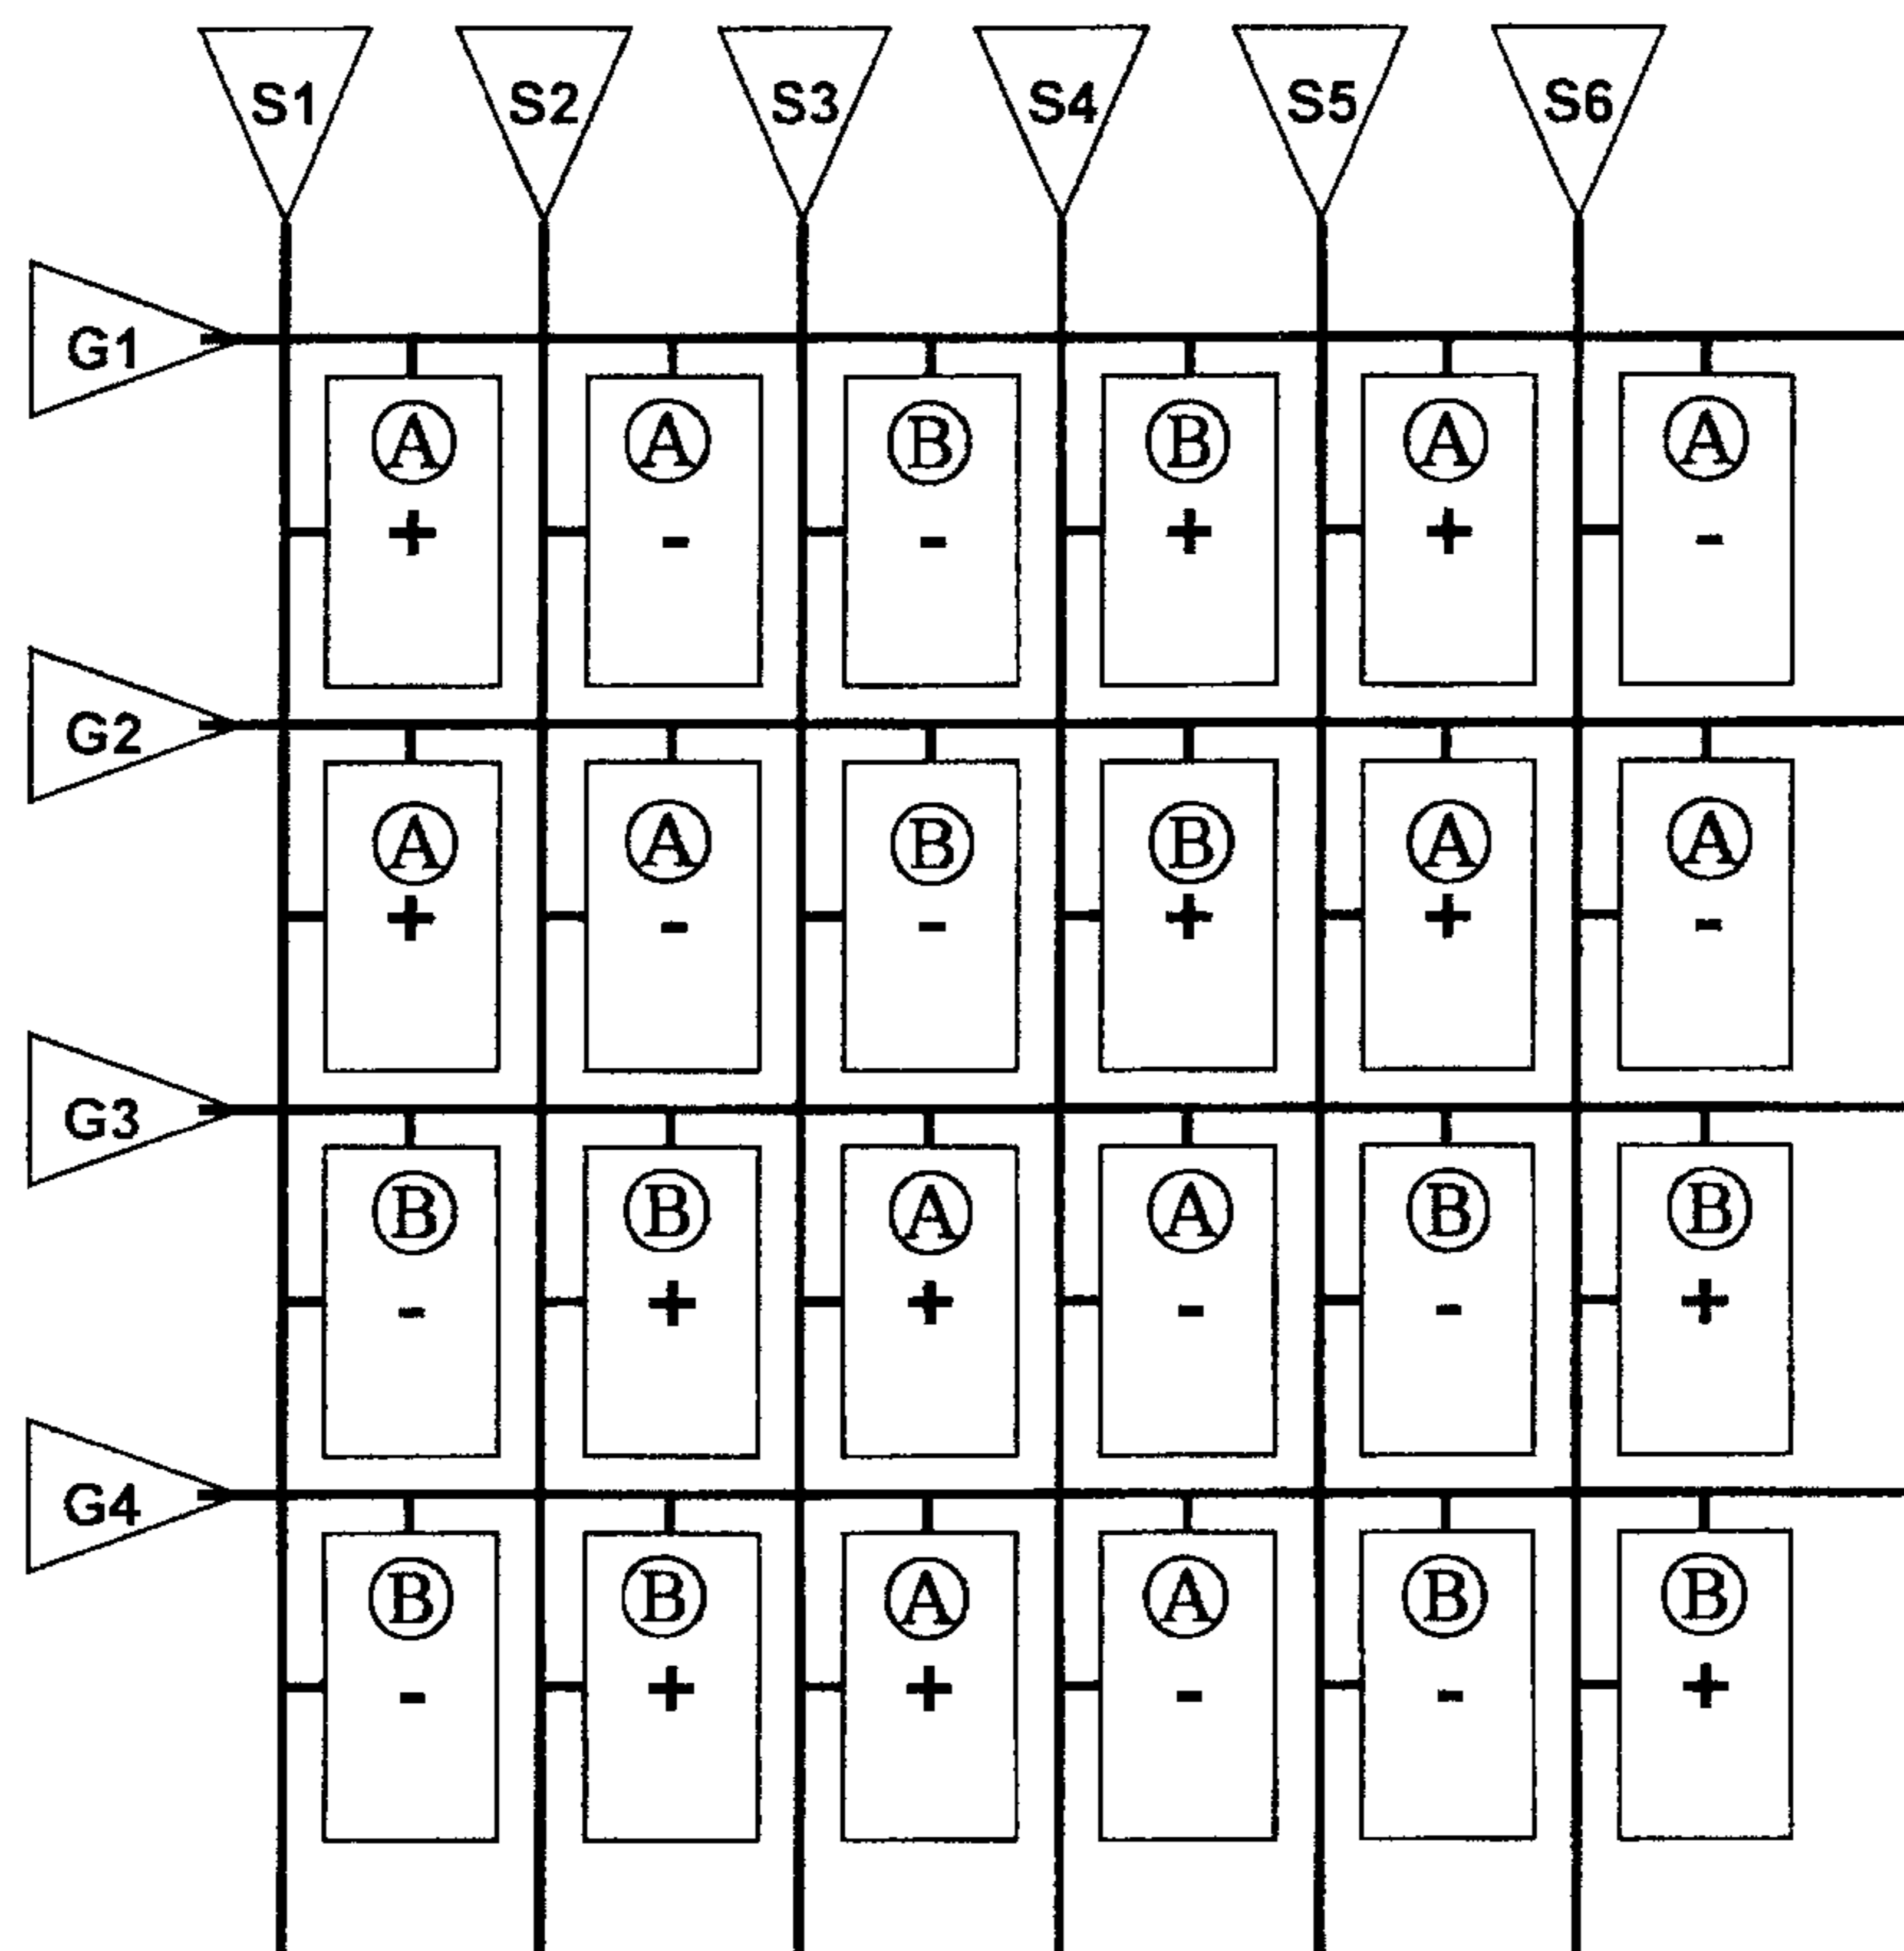 S1 S2 S3 S4 S5 S6
G1
A A B B A A
+ - - + + -
G2
A A B B A A
+ - - + + -
G3
B B A A B B
- + + - - +
G4
B B A A B B
- + + - - +